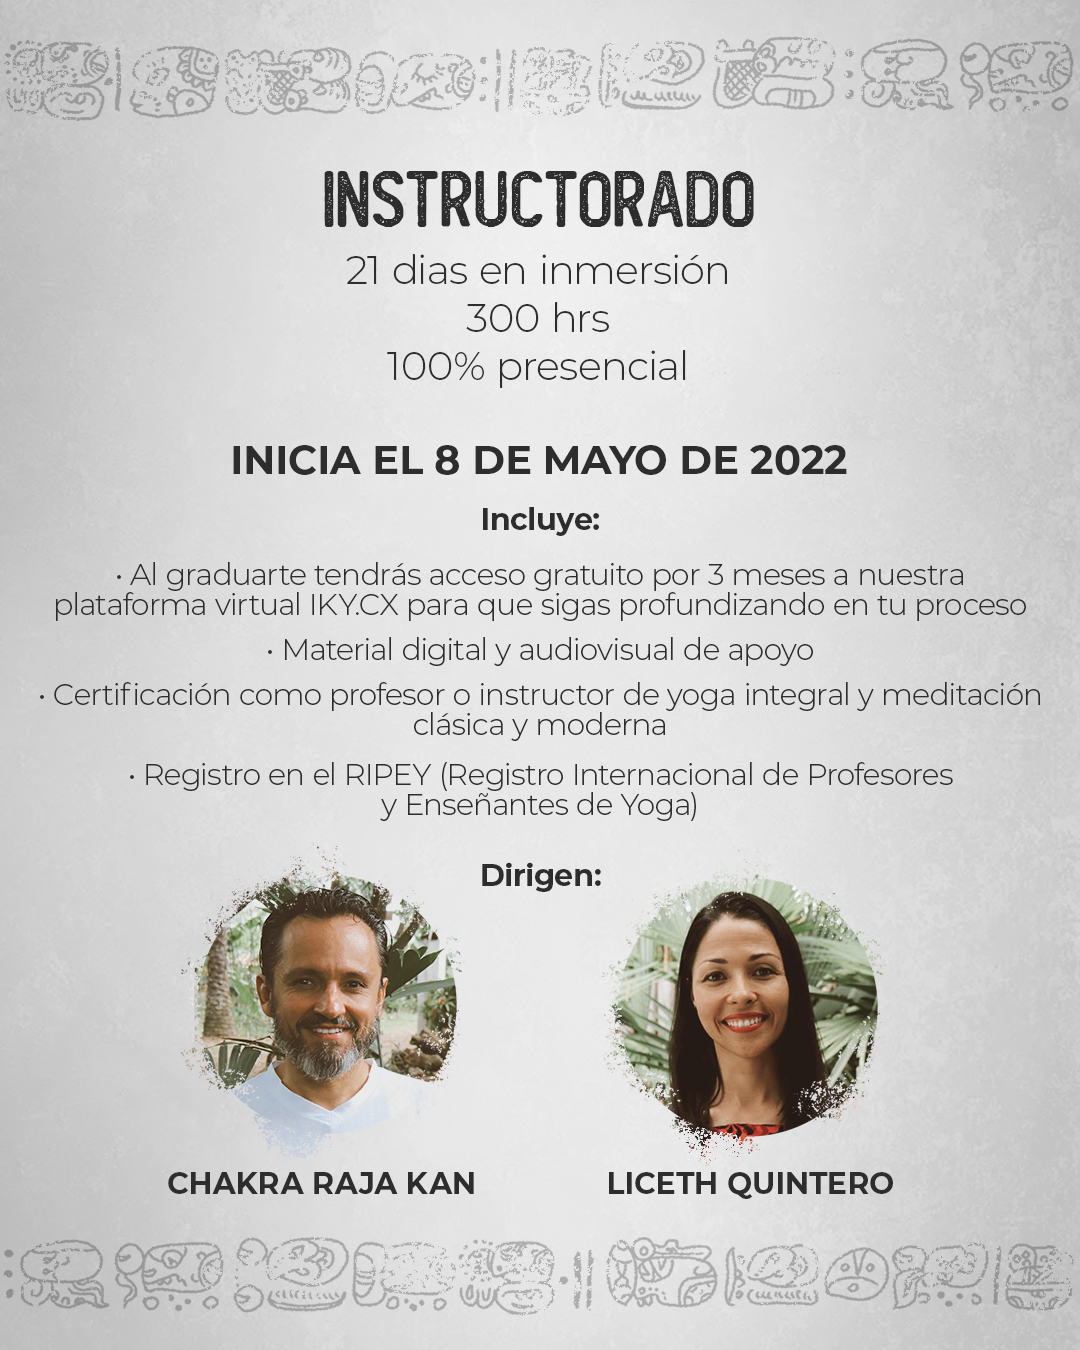 INSTRUCTORADO
21 dias en inmersión
300 hrs
100% presencial
INICIA EL 8 DE MAYO DE 2022
Incluye:
· Al graduarte tendrás acceso gratuito por 3 meses a nuestra
plataforma virtual IKY.CX para que sigas profundizando en tu proceso
· Material digital y audiovisual de apoyo
· Certificación como profesor o instructor de yoga integral y meditación
clásica y moderna
· Registro en el RIPEY (Registro Internacional de Profesores
y Enseñantes de Yoga)
Dirigen:
CHAKRA RAJA KAN
LICETH QUINTERO